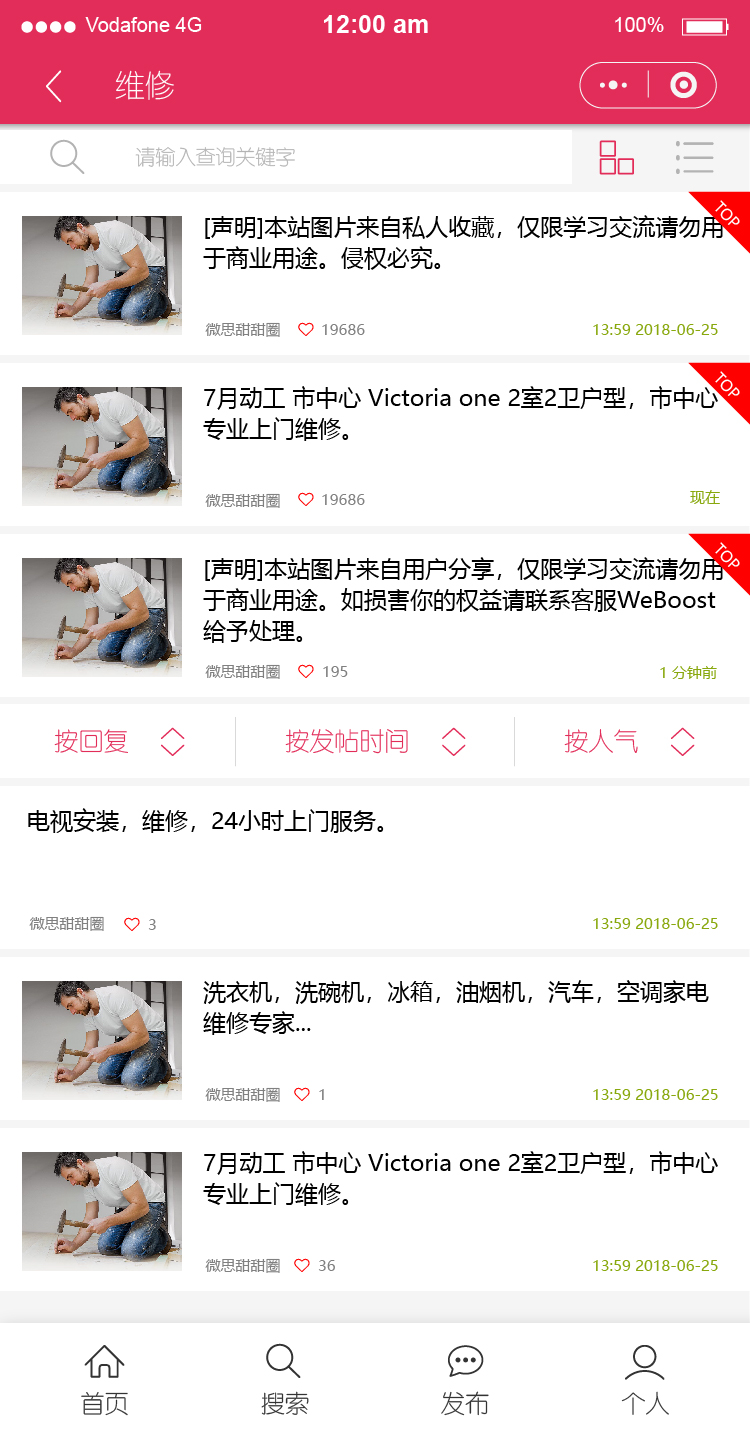 Vodafone 4G 12:00 am 100%
维修
请输入查询关键字
TOP
[声明]本站图片来自私人收藏，仅限学习交流请勿用
于商业用途。侵权必究。
微思甜甜圈 19686 13:59 2018-06-25
TOP
7月动工 市中心 Victoria one 2室2卫户型，市中心
专业上门维修。
微思甜甜圈 19686 现在
TOP
[声明]本站图片来自用户分享，仅限学习交流请勿用
于商业用途。如损害你的权益请联系客服WeBoost
给予处理。
微思甜甜圈 195 1 分钟前
按回复 按发帖时间 按人气
电视安装，维修，24小时上门服务。
微思甜甜圈 3 13:59 2018-06-25
洗衣机，洗碗机，冰箱，油烟机，汽车，空调家电
维修专家...
微思甜甜圈 1 13:59 2018-06-25
7月动工 市中心 Victoria one 2室2卫户型，市中心
专业上门维修。
微思甜甜圈 36 13:59 2018-06-25
首页 搜索 发布 个人